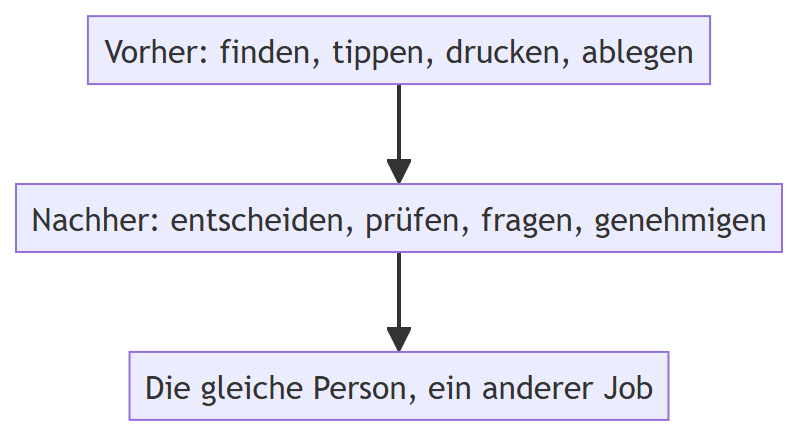 Vorher: finden, tippen, drucken, ablegen
Nachher: entscheiden, prüfen, fragen, genehmigen
Die gleiche Person, ein anderer Job